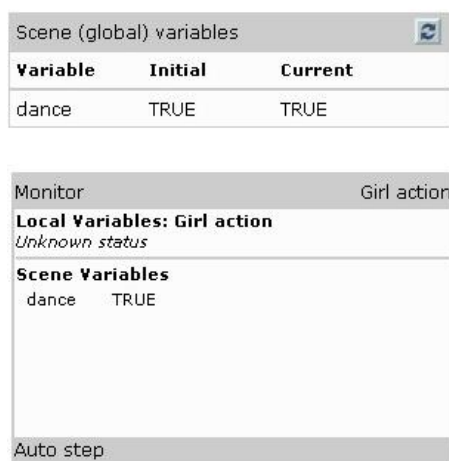 Scene (global) variables
Variable Initial Current
dance TRUE TRUE
Monitor Girl action
Local Variables: Girl action
Unknown status
Scene Variables
dance TRUE
Auto step